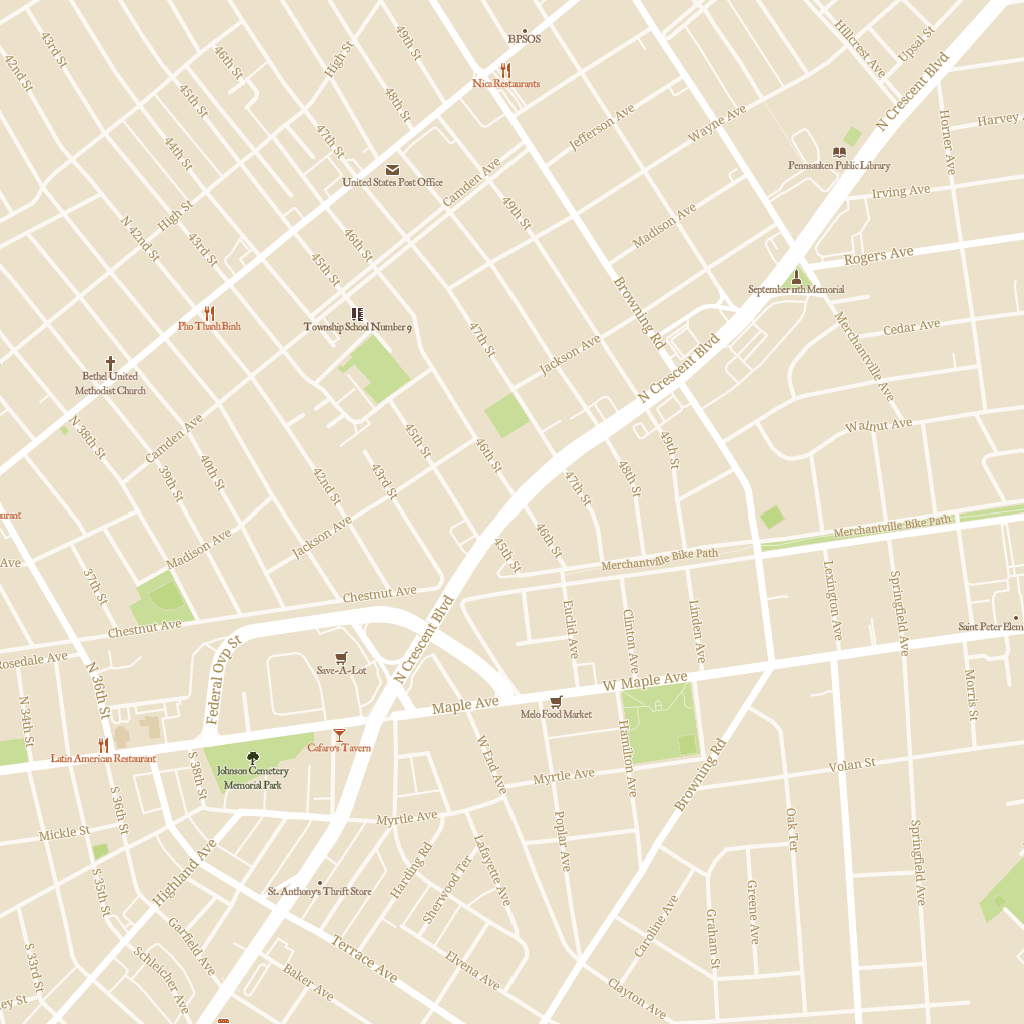 43rd St
42nd St
46th St
45th St
44th St
High St
49th St
BPSOS
Nica Restaurants
48th St
47th St
Hillcrest Ave
Upsal St
N Crescent Blvd
Jefferson Ave
Wayne Ave
Horner Ave
Harvey
Pennsauken Public Library
United States Post Office
Camden Ave
Irving Ave
High St
N 42nd St
43rd St
46th St
45th St
49th St
Madison Ave
Rogers Ave
September 11th Memorial
Browning Rd
Pho Thanh Binh
Township School Number 9
47th St
Jackson Ave
N Crescent Blvd
Merchantville Ave
Cedar Ave
Bethel United
Methodist Church
Walnut Ave
N 38th St
Camden Ave
39th St
40th St
42nd St
43rd St
45th St
46th St
47th St
48th St
49th St
Merchantville Bike Path
Madison Ave
Jackson Ave
45th St
46th St
Merchantville Bike Path
Ave
37th St
Chestnut Ave
Chestnut Ave
Euclid Ave
Clinton Ave
Linden Ave
Lexington Ave
Springfield Ave
Saint Peter Elem
Rosedale Ave
Federal Ovp St
N Crescent Blvd
Save-A-Lot
N 36th St
N 34th St
Maple Ave
W Maple Ave
Melo Food Market
Morris St
Latin American Restaurant
Cafaro's Tavern
Johnson Cemetery
Memorial Park
S 38th St
W End Ave
Hamilton Ave
Myrtle Ave
Browning Rd
Volan St
S 36th St
Mickle St
Myrtle Ave
Poplar Ave
Oak Ter
Springfield Ave
Highland Ave
S 35th St
Harding Rd
Sherwood Ter
Lafayette Ave
St. Anthony's Thrift Store
Greene Ave
Graham St
Caroline Ave
Garfield Ave
Schleicher Ave
S 33rd St
Terrace Ave
Elvena Ave
Baker Ave
Clayton Ave
ey St